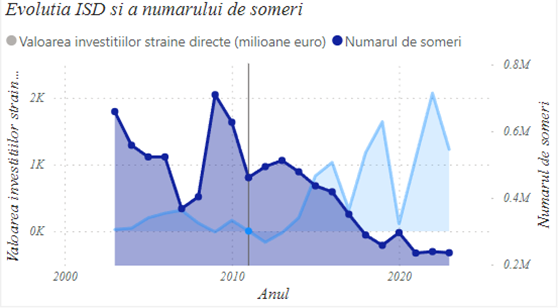 Evolutia ISD si a numarului de someri
Valoarea investitiilor straine directe (milioane euro) Numarul de someri
Valoarea investitiilor strain...
2K
1K
0K
0.8M
0.6M
0.4M
0.2M
Numarul de someri
2000 2010 2020
Anul